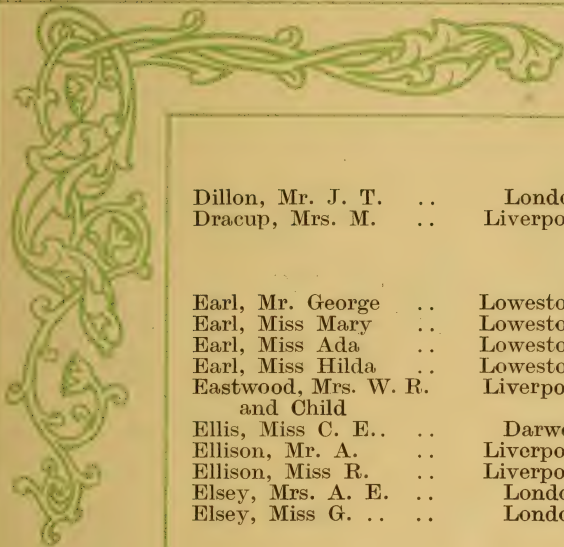 Dillon, Mr. J. T. .. Londo
Dracup, Mrs. M. .. Liverpo
Earl, Mr. George .. Lowesto
Earl, Miss Mary .. Lowesto
Earl, Miss Ada .. Lowesto
Earl, Miss Hilda .. Lowesto
Eastwood, Mrs. W. R. Liverpo
and Child
Ellis, Miss C. E.. .. Darwe
Ellison, Mr. A. .. Liverpo
Ellison, Miss R. .. Liverpo
Elsey, Mrs. A. E. .. Londo
Elsey, Miss G. .. .. Londo